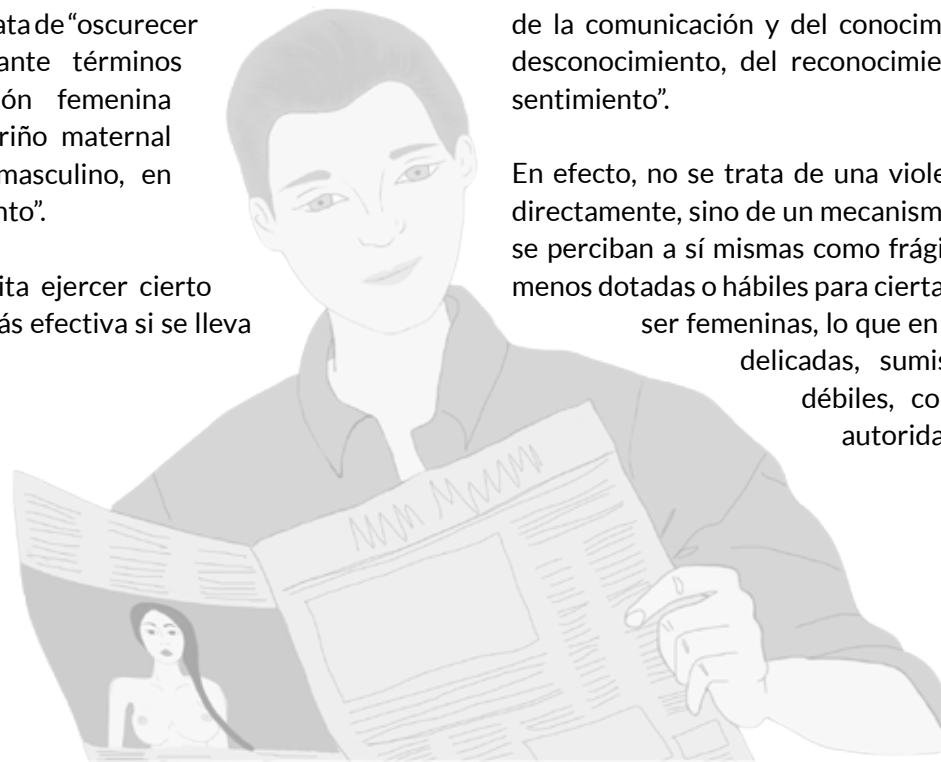 ata de “oscurecer
ante términos
ón femenina
riño maternal
masculino, en
nto”.
ita ejercer cierto
ás efectiva si se lleva
de la comunicación y del conocim
desconocimiento, del reconocimie
sentimiento”.
En efecto, no se trata de una viole
directamente, sino de un mecanism
se perciban a sí mismas como frági
menos dotadas o hábiles para cierta
ser femeninas, lo que en
delicadas, sumis
débiles, co
autorida